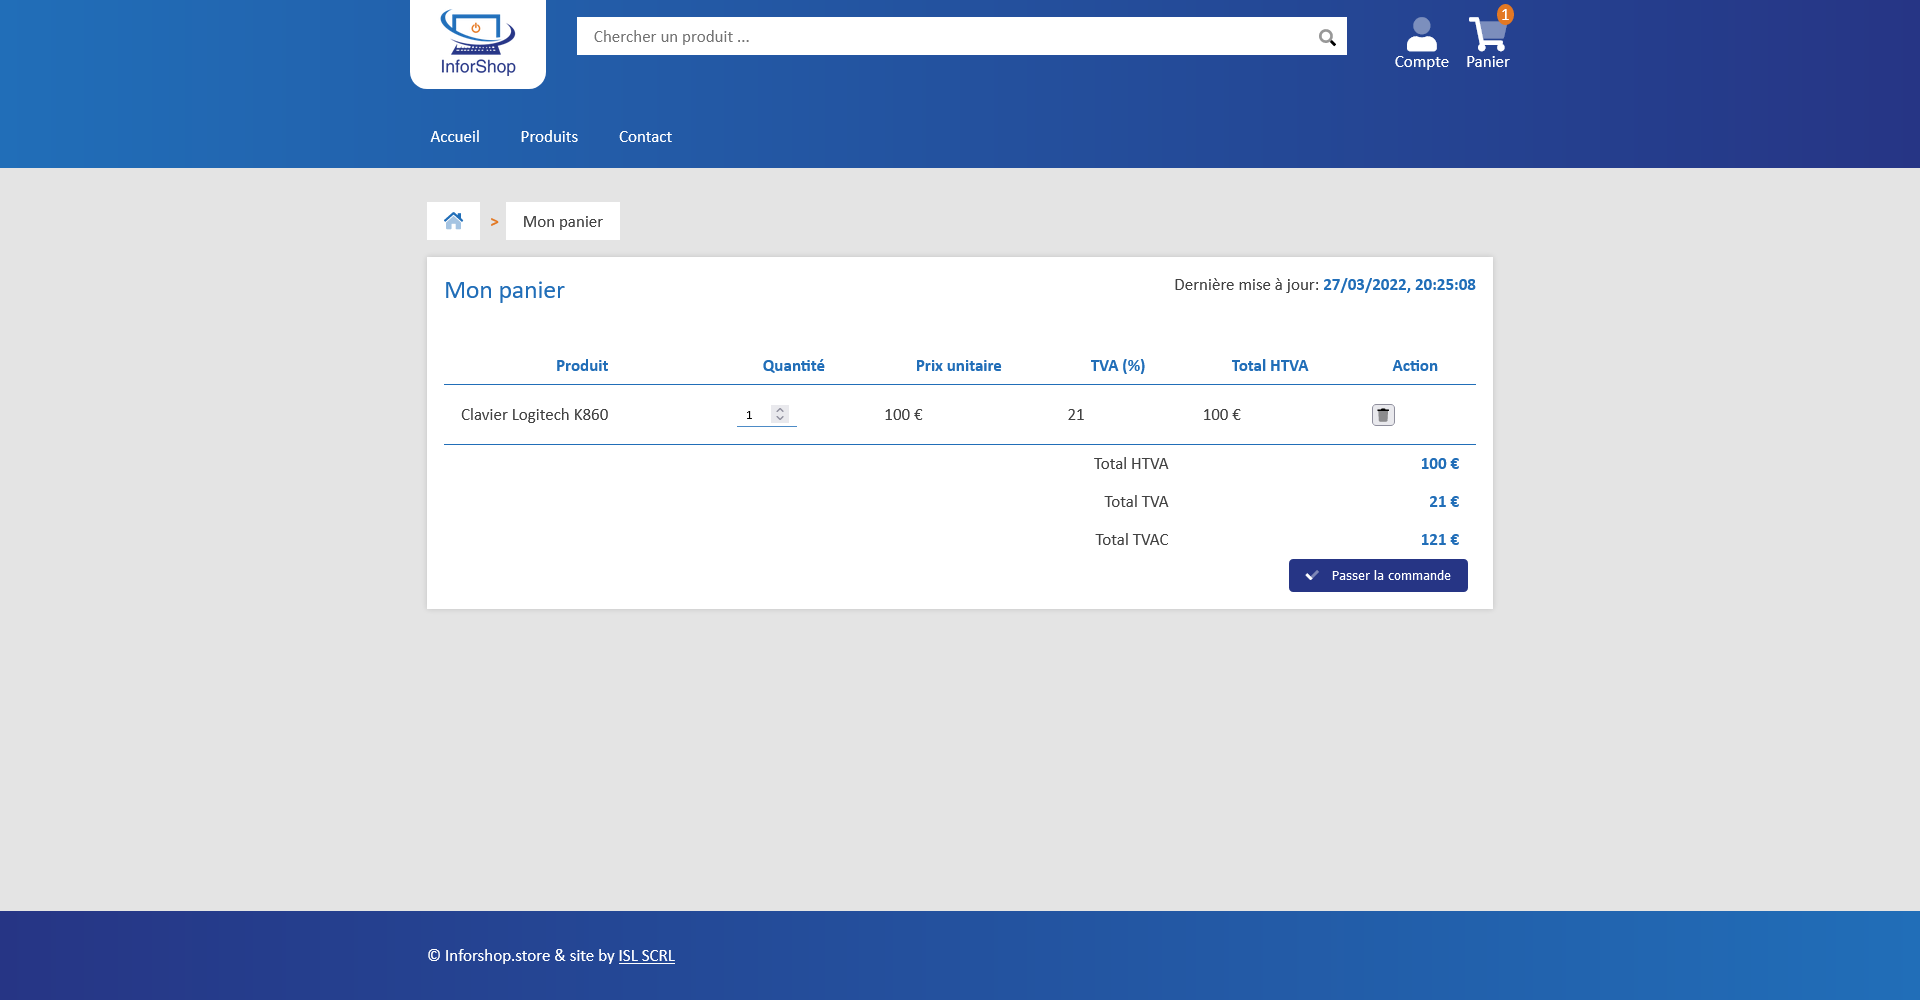 InforShop
Chercher un produit ...
Compte
1
Panier
Accueil
Produits
Contact
> Mon panier
Mon panier
Dernière mise à jour: 27/03/2022, 20:25:08
Produit Quantité Prix unitaire TVA (%) Total HTVA Action
Clavier Logitech K860 1 100 € 21 100 €
Total HTVA 100 €
Total TVA 21 €
Total TVAC 121 €
Passer la commande
© Inforshop.store & site by ISL SCRL